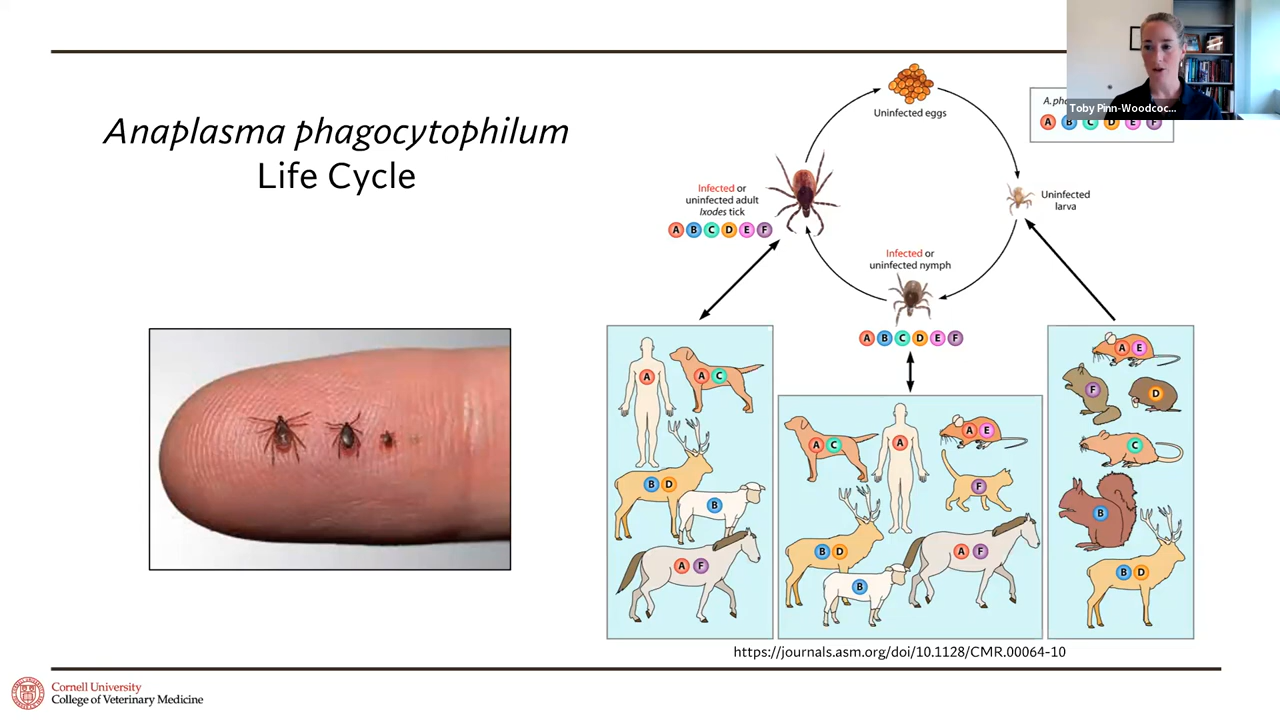 Anaplasma phagocytophilum
Life Cycle
Uninfected eggs
A.
Toby Pinn-Woodcoc...
A B C D E F
Infected or
uninfected adult
Ixodes tick
A B C D E F
Uninfected
larva
Infected or
uninfected nymph
A B C D E F
A
A C
B D
B
A F
A C
A
A E
F
B D
B
A F
A E
F
D
C
B
B D
https://journals.asm.org/doi/10.1128/CMR.00064-10
Cornell University
College of Veterinary Medicine